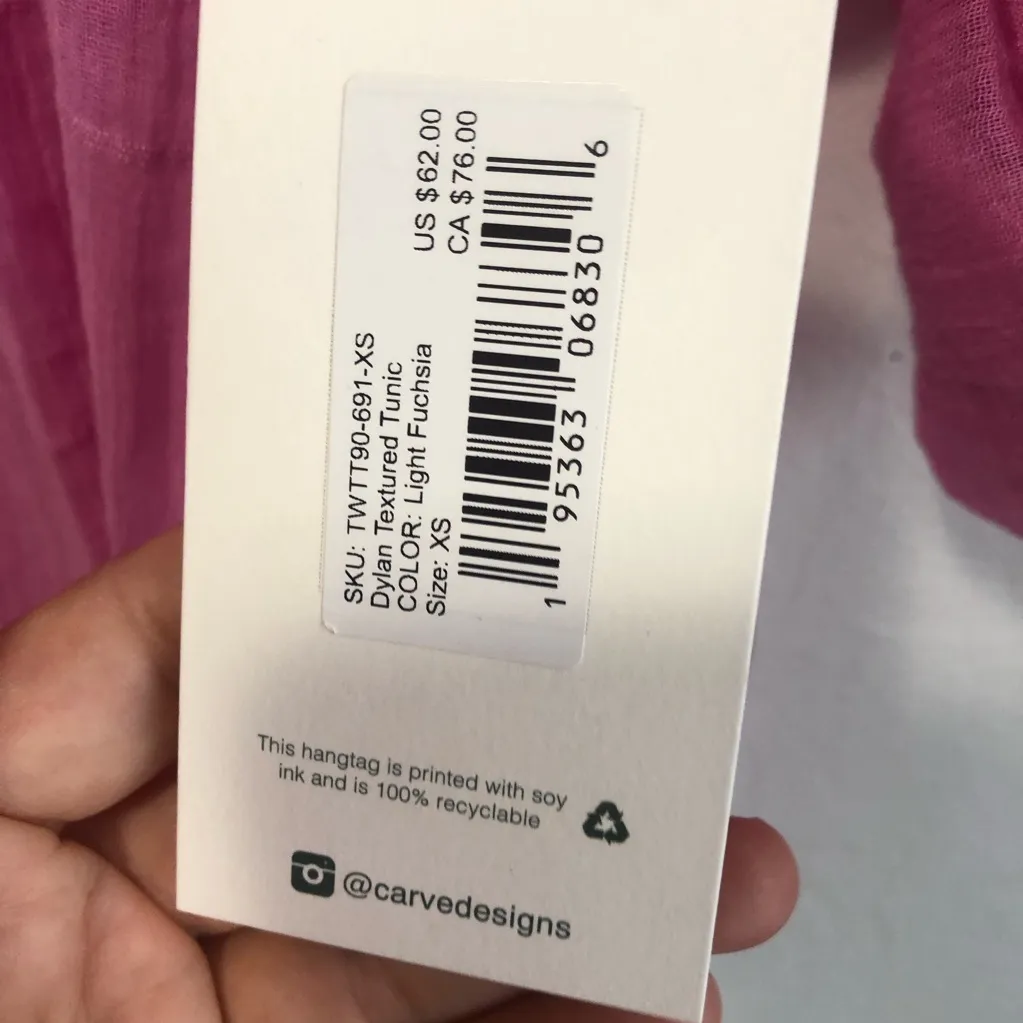 SKU: TWTT90-691-XS
Dylan Textured Tunic
COLOR: Light Fuchsia
Size: XS
US $62.00
CA $76.00
1 95363 06830 6
This hangtag is printed with soy
ink and is 100% recyclable
@carvedesigns